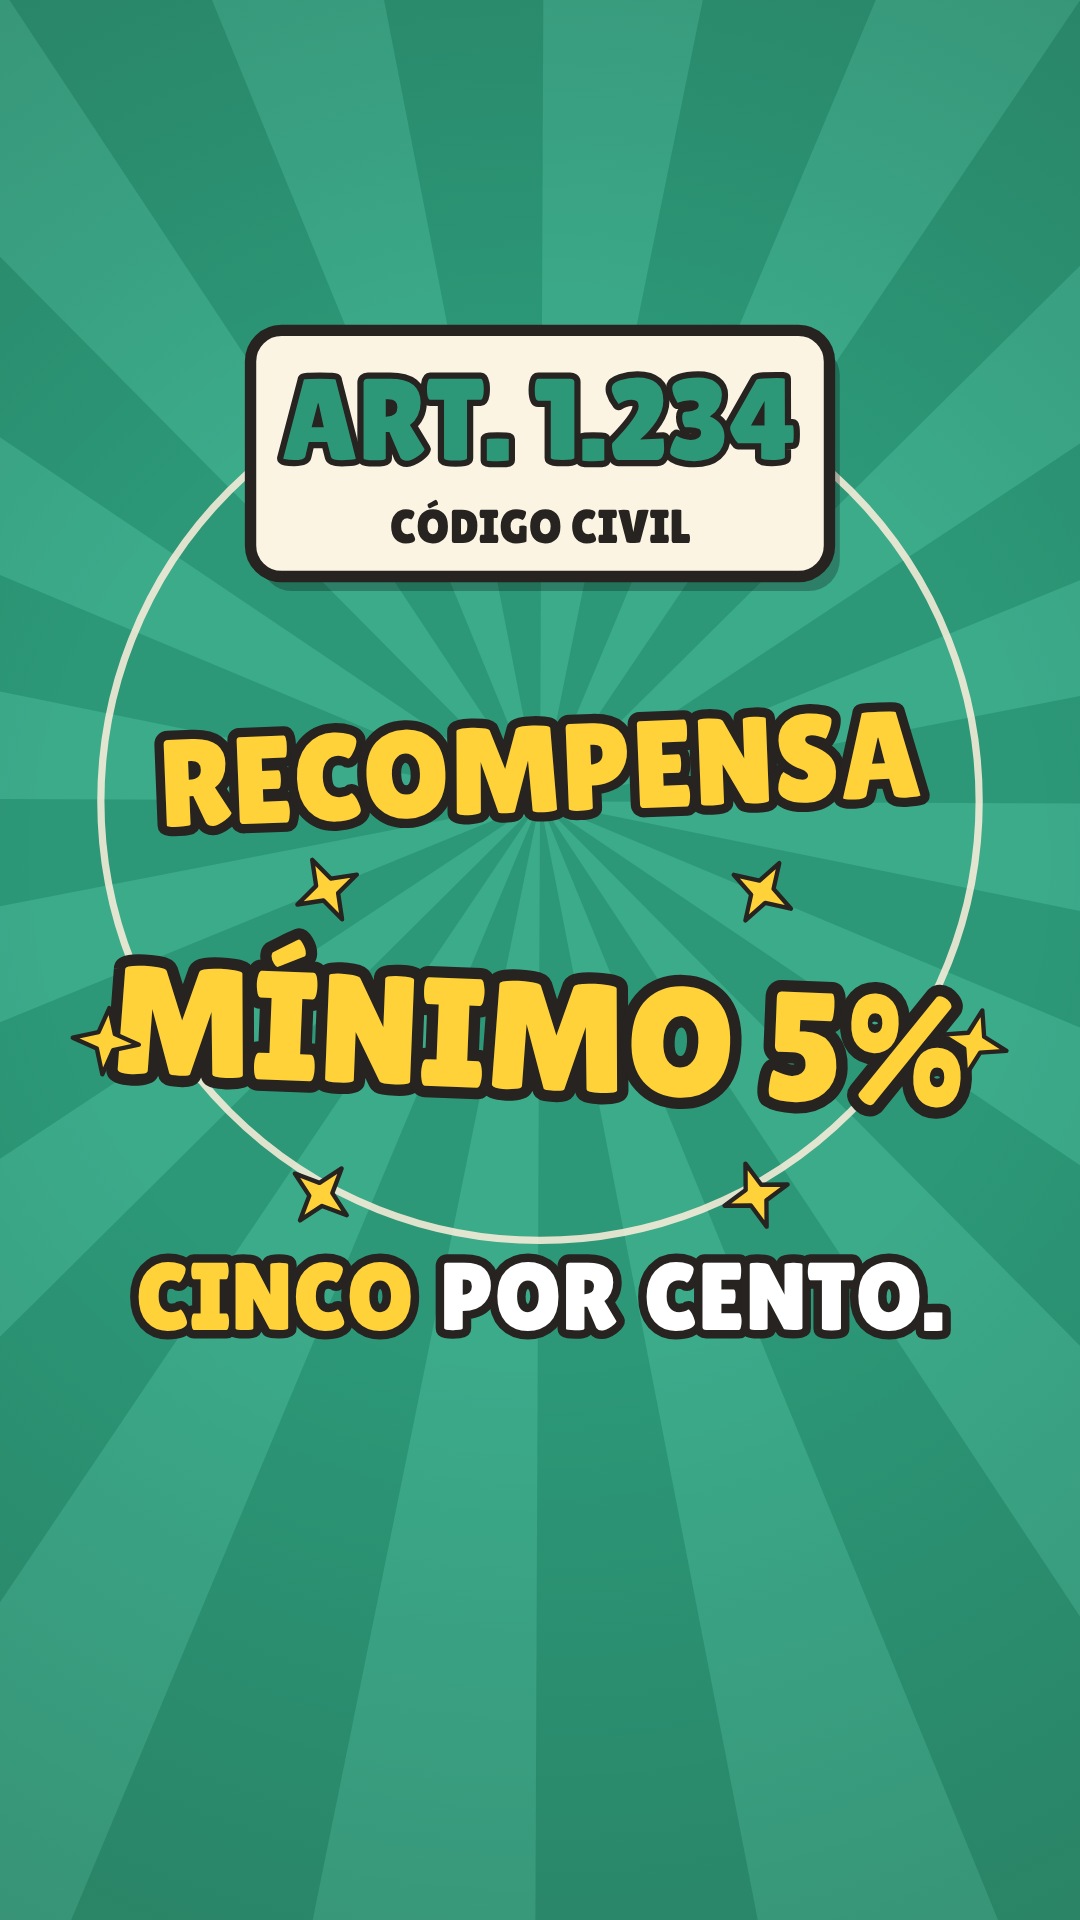 ART. 1.234
CÓDIGO CIVIL
RECOMPENSA
MÍNIMO 5%
CINCO POR CENTO.